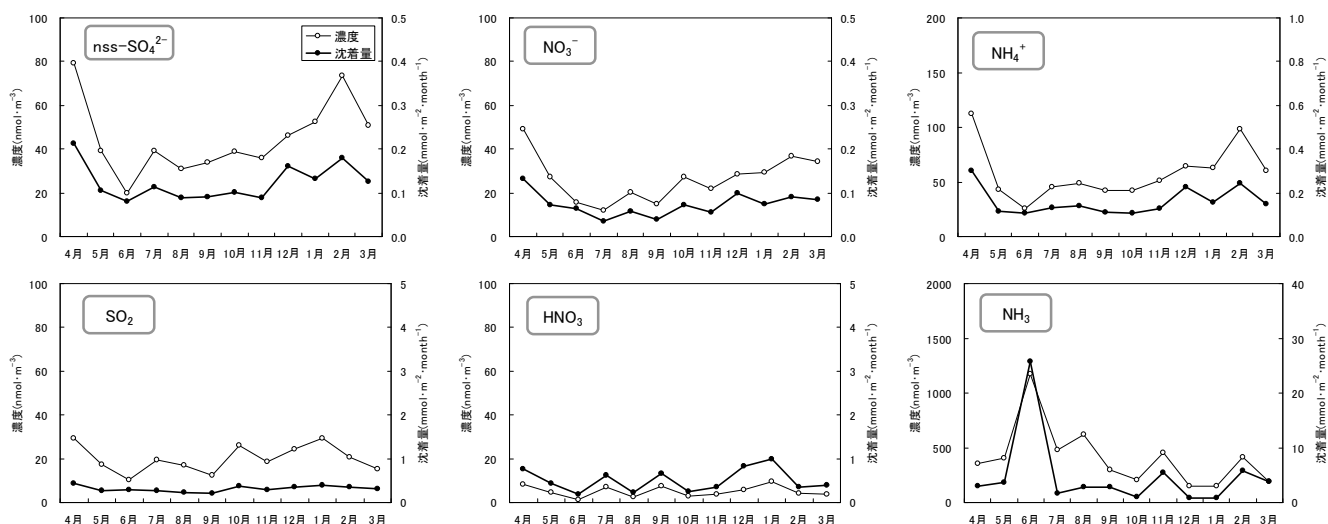 nss-SO₄²⁻
濃度
沈着量
100
80
60
40
20
0
0.5
0.4
0.3
0.2
0.1
0.0
濃度(nmol·m⁻³)
沈着量(mmol·m⁻²·month⁻¹)
4月 5月 6月 7月 8月 9月 10月 11月 12月 1月 2月 3月
NO₃⁻
100
80
60
40
20
0
0.5
0.4
0.3
0.2
0.1
0.0
濃度(nmol·m⁻³)
沈着量(mmol·m⁻²·month⁻¹)
4月 5月 6月 7月 8月 9月 10月 11月 12月 1月 2月 3月
NH₄⁺
200
150
100
50
0
1.0
0.8
0.6
0.4
0.2
0.0
濃度(nmol·m⁻³)
沈着量(mmol·m⁻²·month⁻¹)
4月 5月 6月 7月 8月 9月 10月 11月 12月 1月 2月 3月
SO₂
100
80
60
40
20
0
5
4
3
2
1
0
濃度(nmol·m⁻³)
沈着量(mmol·m⁻²·month⁻¹)
4月 5月 6月 7月 8月 9月 10月 11月 12月 1月 2月 3月
HNO₃
100
80
60
40
20
0
5
4
3
2
1
0
濃度(nmol·m⁻³)
沈着量(mmol·m⁻²·month⁻¹)
4月 5月 6月 7月 8月 9月 10月 11月 12月 1月 2月 3月
NH₃
2000
1500
1000
500
0
40
30
20
10
0
濃度(nmol·m⁻³)
沈着量(mmol·m⁻²·month⁻¹)
4月 5月 6月 7月 8月 9月 10月 11月 12月 1月 2月 3月